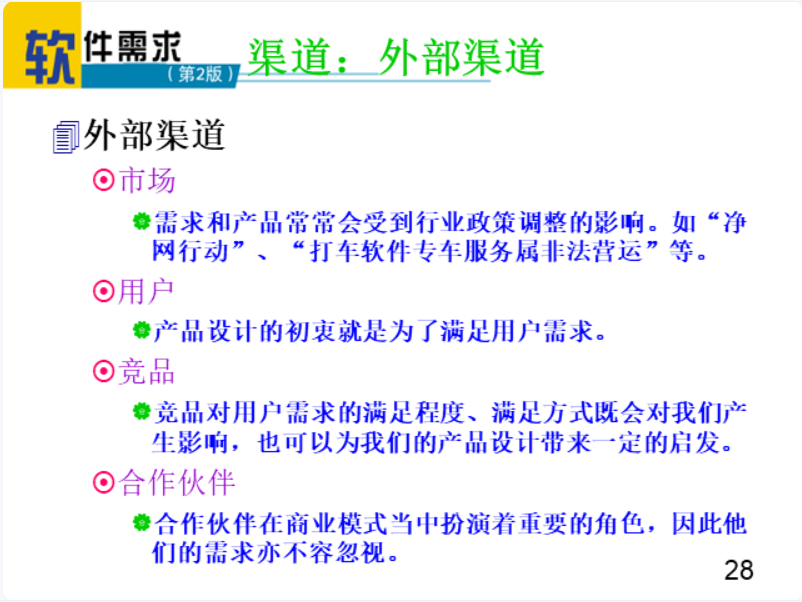 软件需求
（第2版）
渠道：外部渠道
外部渠道
市场
需求和产品常常会受到行业政策调整的影响。如“净
网行动”、“打车软件专车服务属非法营运”等。
用户
产品设计的初衷就是为了满足用户需求。
竞品
竞品对用户需求的满足程度、满足方式既会对我们产
生影响，也可以为我们的产品设计带来一定的启发。
合作伙伴
合作伙伴在商业模式当中扮演着重要的角色，因此他
们的需求亦不容忽视。
28